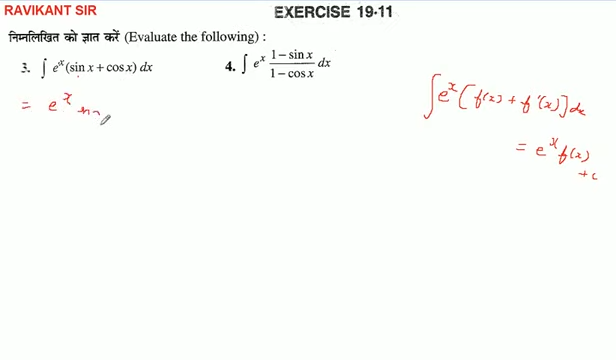 RAVIKANT SIR
EXERCISE 19·11
निम्नलिखित को ज्ञात करें (Evaluate the following) :
3. ∫ eˣ (sin x + cos x) dx
4. ∫ eˣ (1 − sin x)/(1 − cos x) dx
= eˣ sin
∫ eˣ [f(x) + f'(x)] dx
= eˣ f(x)
+c